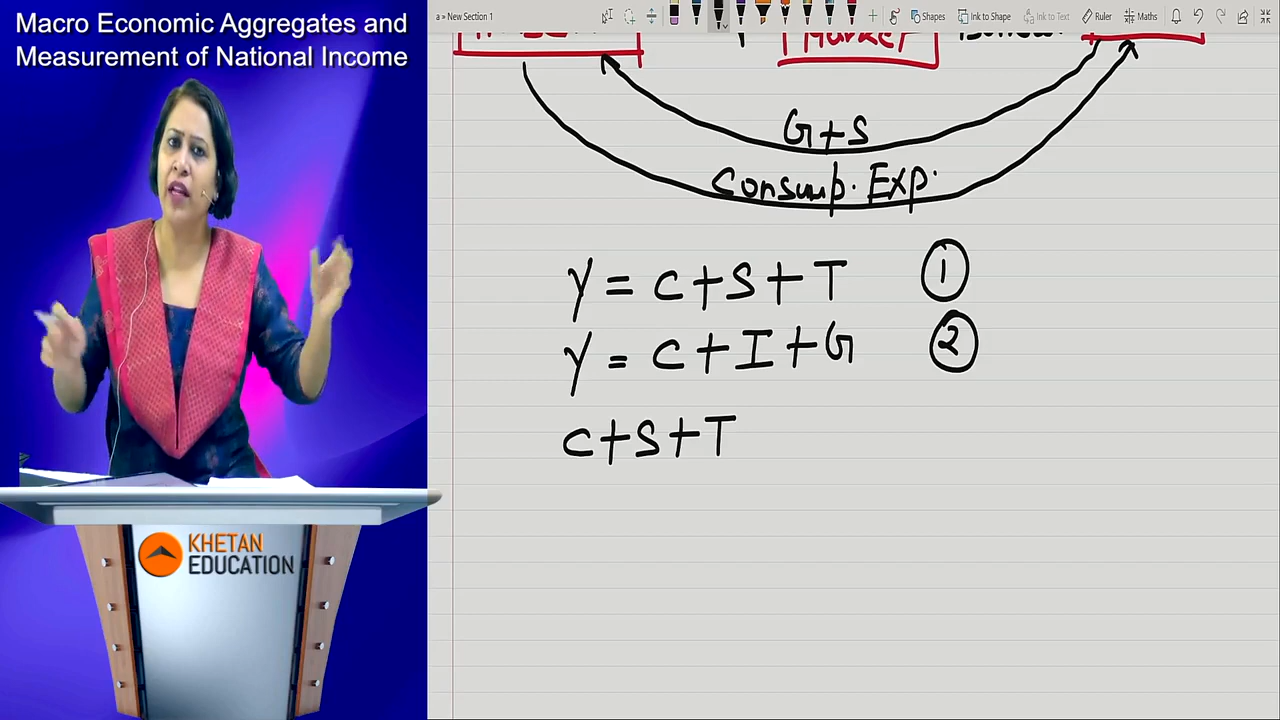 Macro Economic Aggregates and
Measurement of National Income
a » New Section 1
Shapes
Ink to Shape
Ink to Text
Ruler
Maths
Market
G+S
Consump. Exp.
Y = C+S+T ①
Y = C+I+G ②
C+S+T
KHETAN
EDUCATION